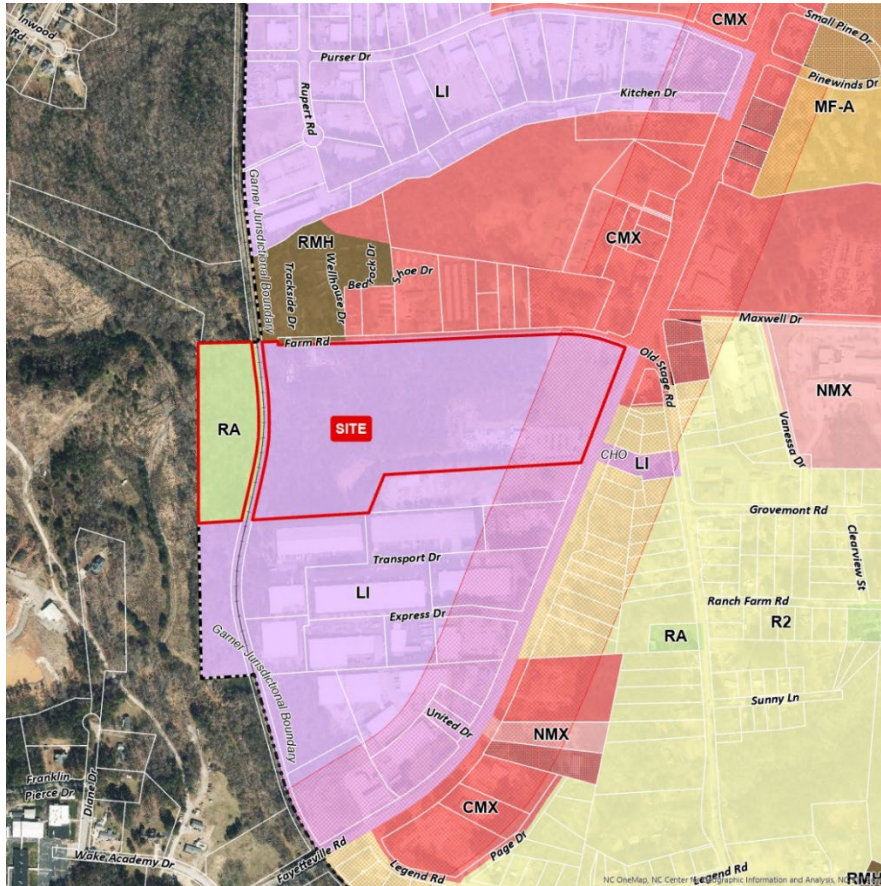 Inwood
Rd
CMX
Small Pine Dr
Purser Dr
Pinewinds Dr
LI
Kitchen Dr
MF-A
Rupert Rd
Garner Jurisdictional Boundary
RMH
CMX
Trackside Dr
Wellhouse Dr
Bedrock Dr
Shoe Dr
Maxwell Dr
Farm Rd
Old Stage Rd
NMX
RA
SITE
Vanessa Dr
CHO
LI
Grovemont Rd
Clearview St
Transport Dr
LI
Ranch Farm Rd
Express Dr
R2
RA
Garner Jurisdictional Boundary
Sunny Ln
United Dr
NMX
Franklin
Pierce Dr
Diane Dr
CMX
Wake Academy Dr
Fayetteville Rd
Page Dr
Legend Rd
Legend Rd
RMH
NC OneMap, NC Center Geographic Information and Analysis, NC